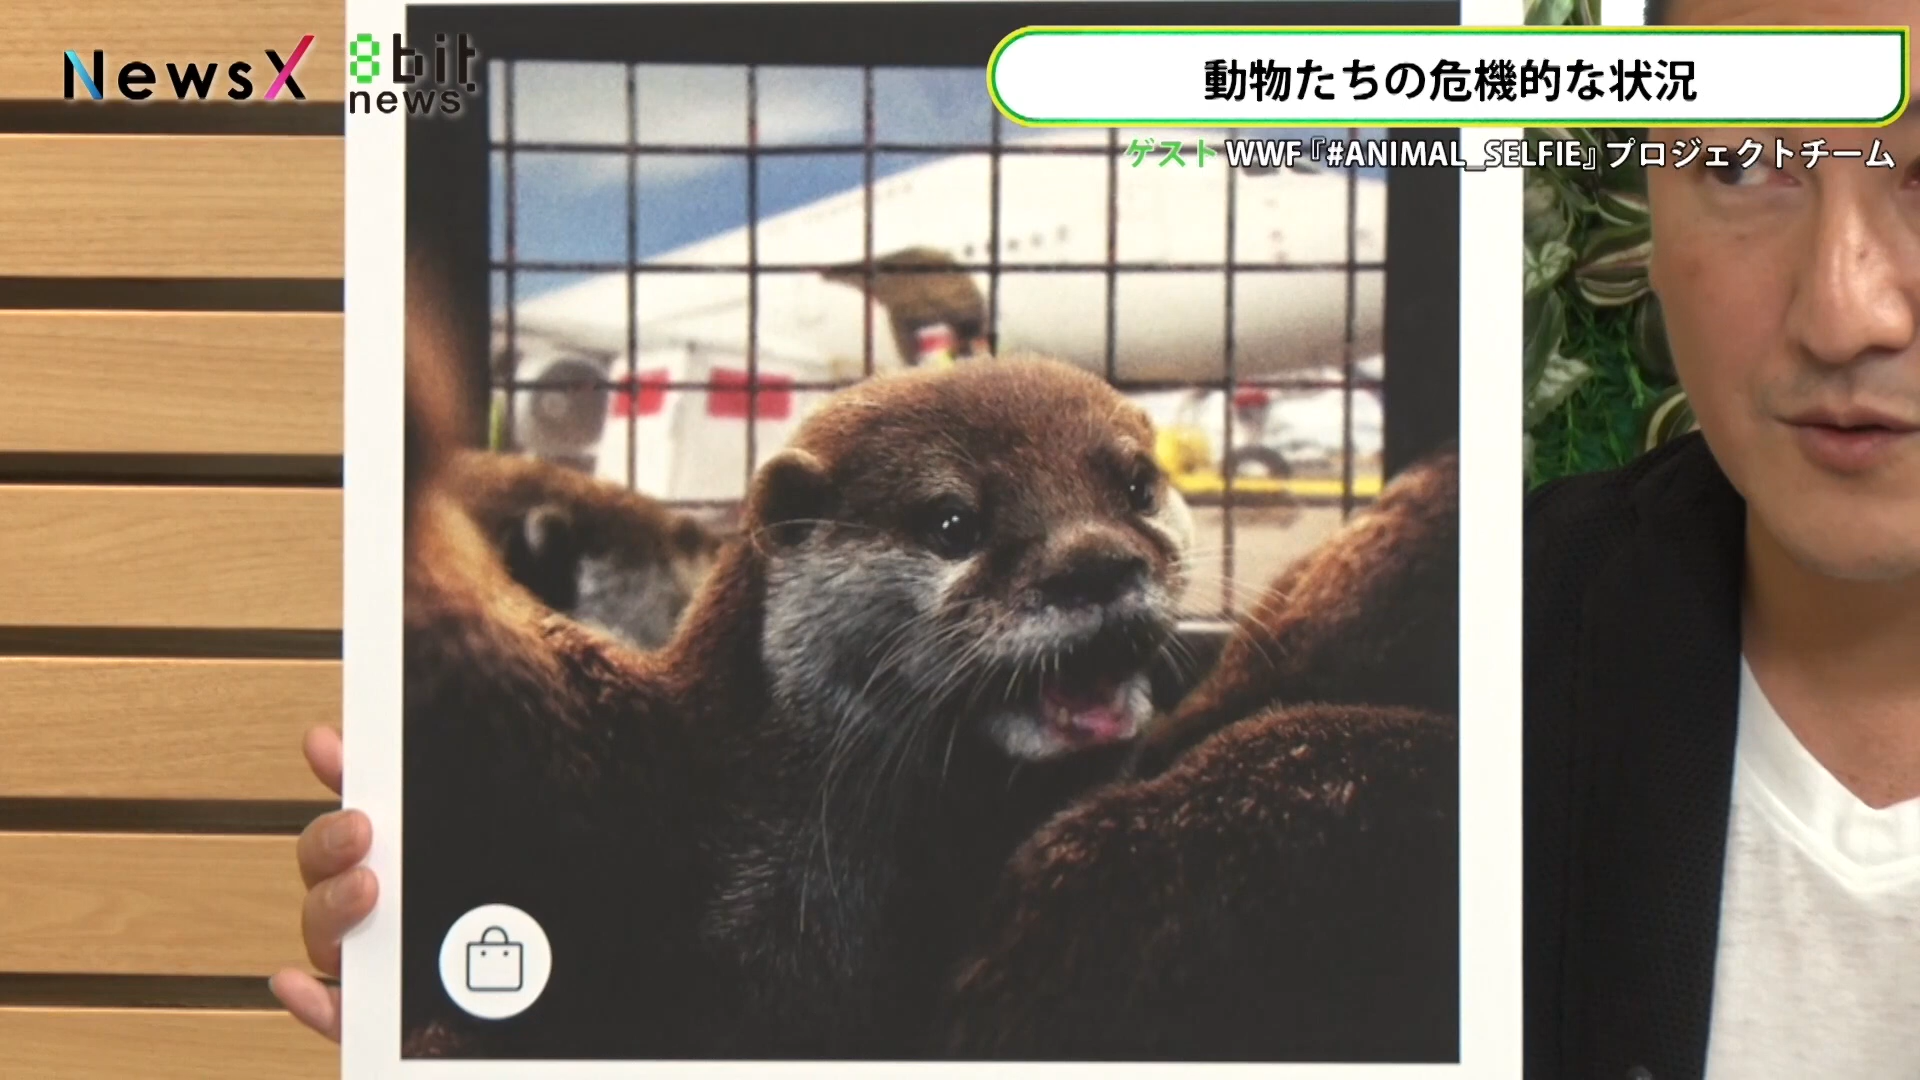 NewsX
8bit
news
動物たちの危機的な状況
ゲスト WWF『#ANIMAL_SELFIE』プロジェクトチーム